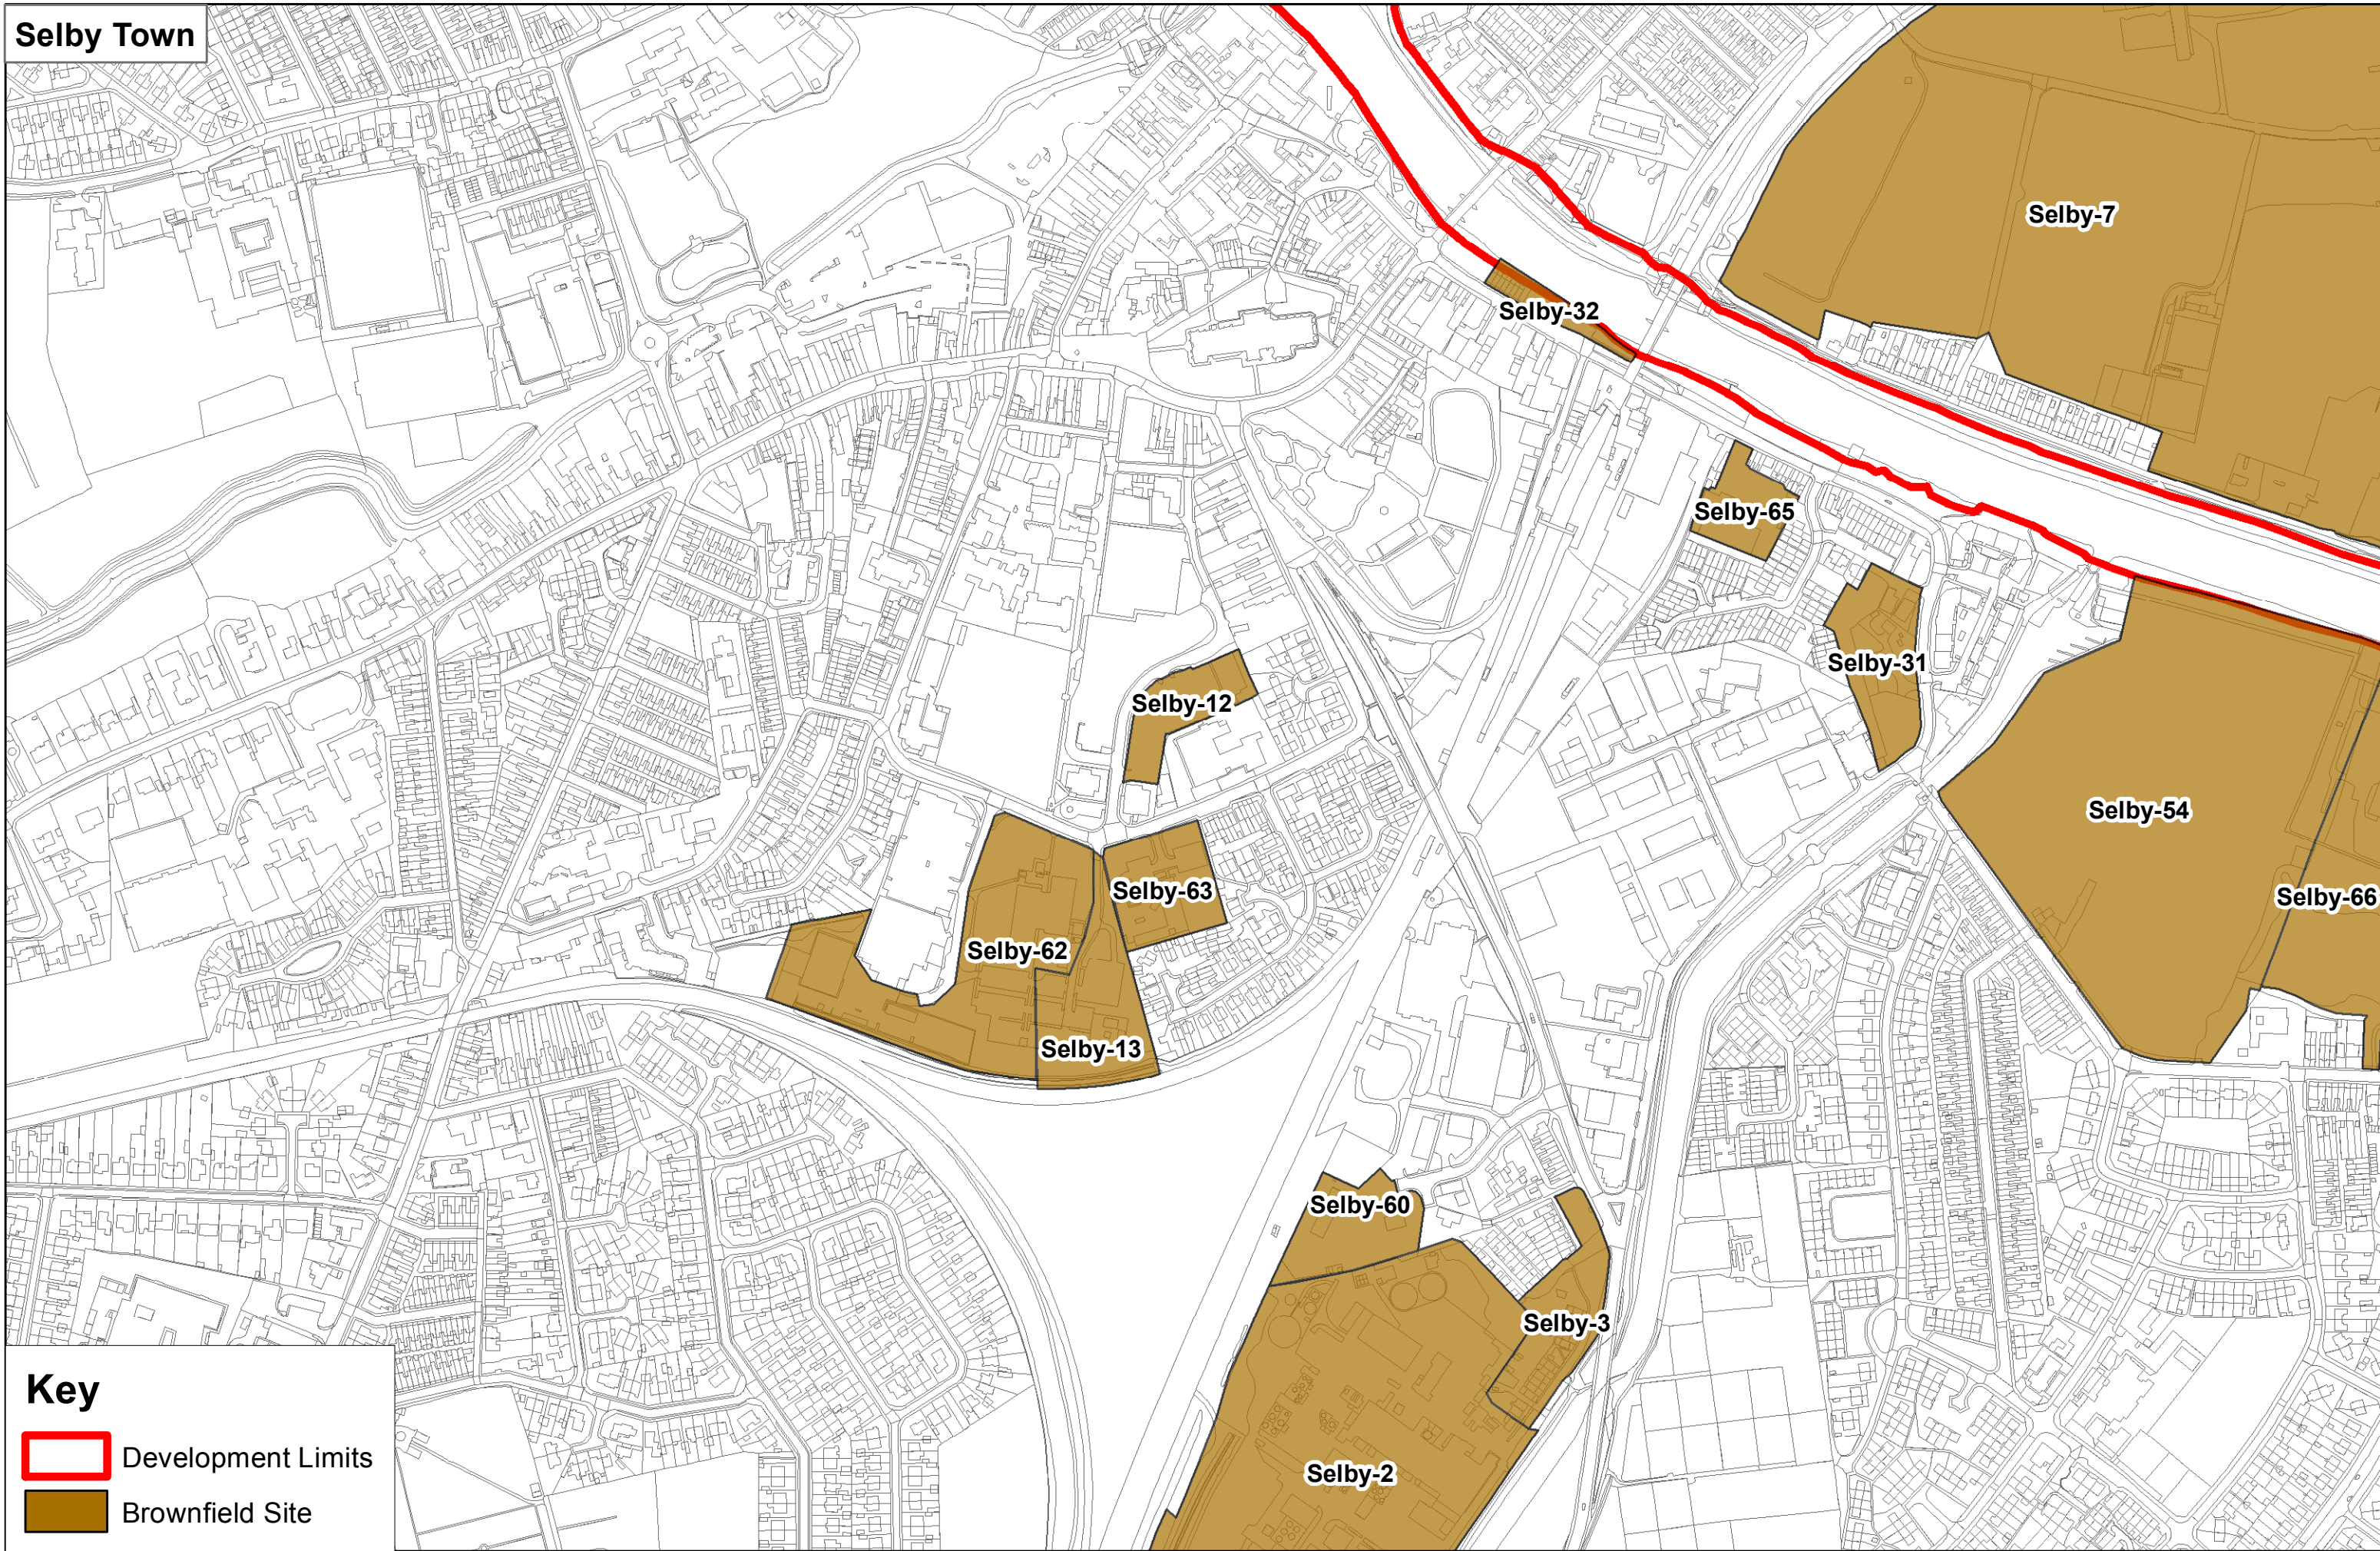 Selby Town
Selby-7
Selby-32
Selby-65
Selby-31
Selby-12
Selby-54
Selby-63
Selby-66
Selby-62
Selby-13
Selby-60
Selby-3
Selby-2
Key
Development Limits
Brownfield Site